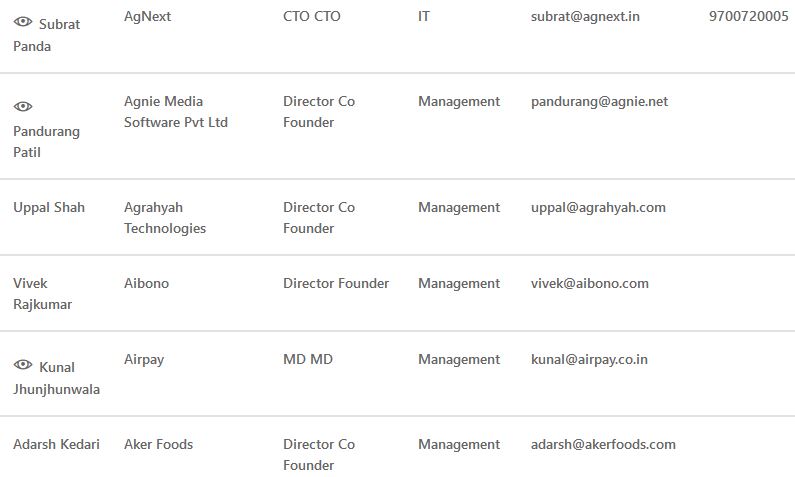 Subrat Panda AgNext CTO CTO IT subrat@agnext.in 9700720005
Pandurang Patil Agnie Media Software Pvt Ltd Director Co Founder Management pandurang@agnie.net
Uppal Shah Agrahyah Technologies Director Co Founder Management uppal@agrahyah.com
Vivek Rajkumar Aibono Director Founder Management vivek@aibono.com
Kunal Jhunjhunwala Airpay MD MD Management kunal@airpay.co.in
Adarsh Kedari Aker Foods Director Co Founder Management adarsh@akerfoods.com